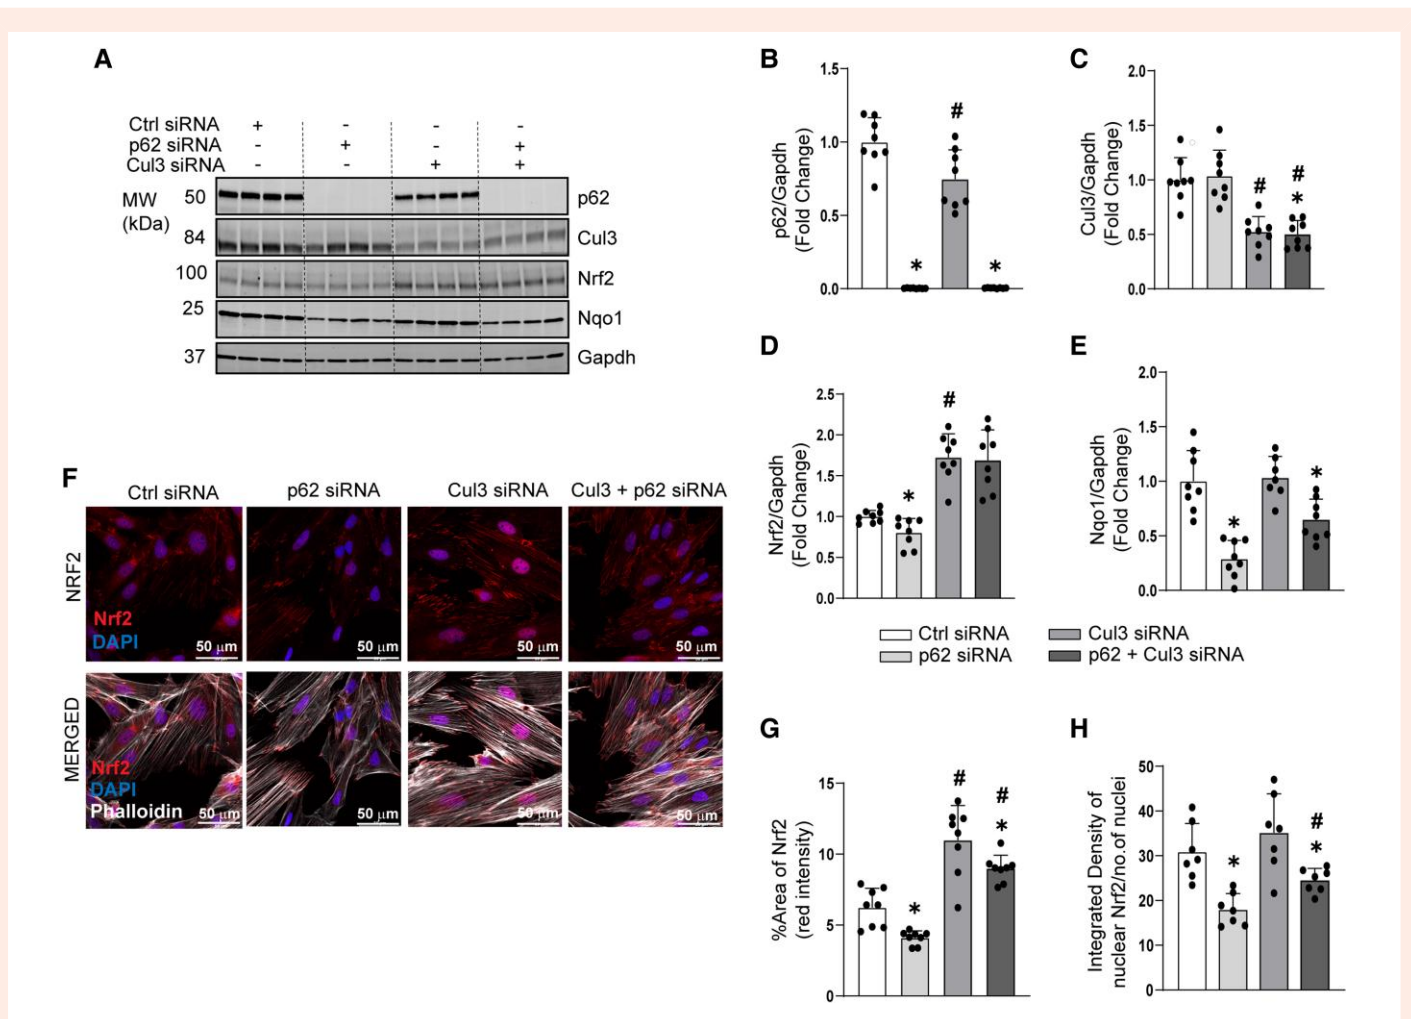 A
Ctrl siRNA + - - -
p62 siRNA - + - +
Cul3 siRNA - - + +
MW
(kDa)
50 p62
84 Cul3
100 Nrf2
25 Nqo1
37 Gapdh
B
p62/Gapdh
(Fold Change)
1.5
1.0
0.5
0.0
*
#
*
C
Cul3/Gapdh
(Fold Change)
2.0
1.5
1.0
0.5
0.0
#
#
*
D
Nrf2/Gapdh
(Fold Change)
2.5
2.0
1.5
1.0
0.5
0.0
*
#
E
Nqo1/Gapdh
(Fold Change)
2.0
1.5
1.0
0.5
0.0
*
*
Ctrl siRNA
Cul3 siRNA
p62 siRNA
p62 + Cul3 siRNA
F
Ctrl siRNA p62 siRNA Cul3 siRNA Cul3 + p62 siRNA
NRF2
Nrf2
DAPI
50 μm 50 μm 50 μm 50 μm
MERGED
Nrf2
DAPI
Phalloidin
50 μm 50 μm 50 μm 50 μm
G
%Area of Nrf2
(red intensity)
15
10
5
0
*
#
#
*
H
Integrated Density of
nuclear Nrf2/no.of nuclei
50
40
30
20
10
0
*
#
*